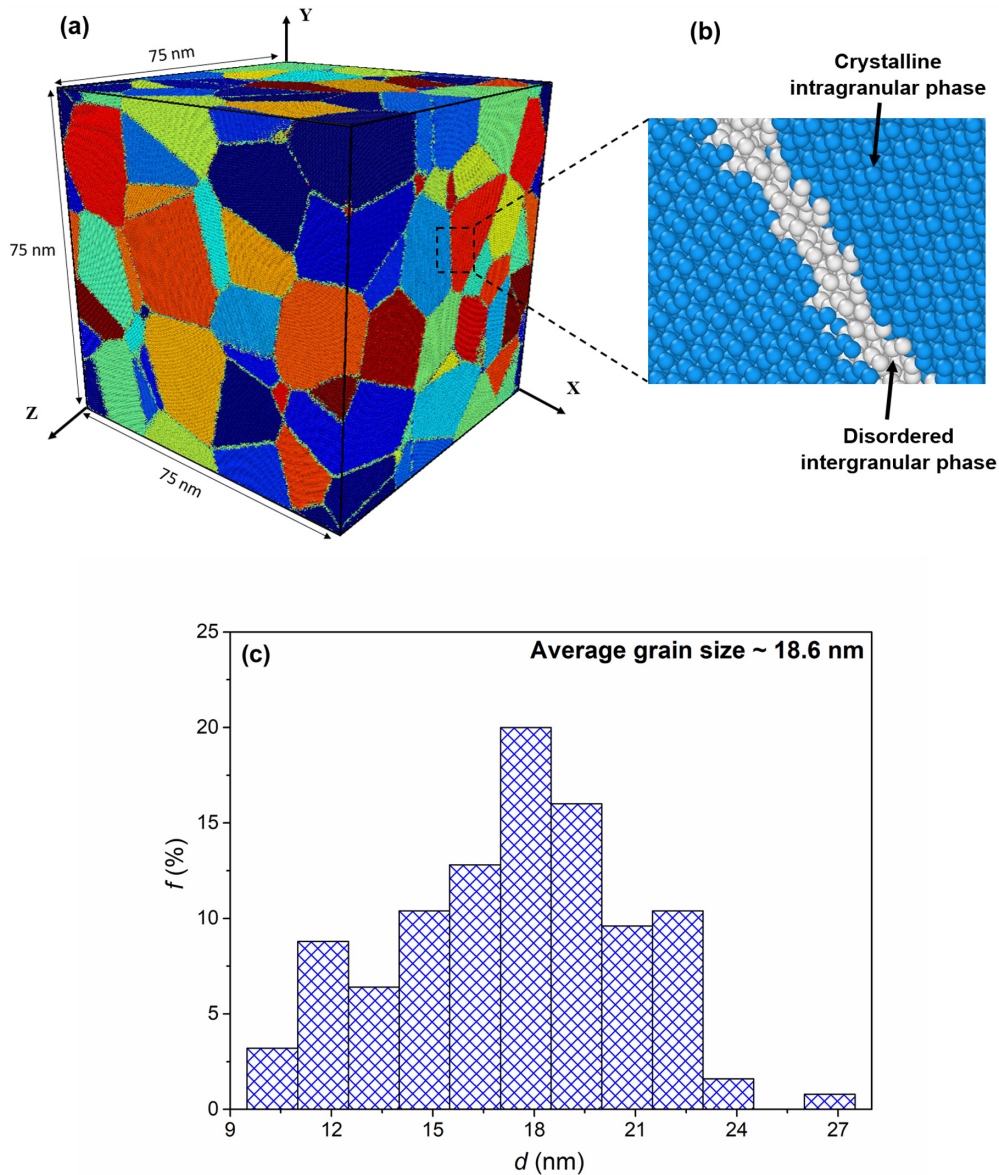 (a)
Y
75 nm
75 nm
Z
X
75 nm
(b)
Crystalline
intragranular phase
Disordered
intergranular phase
(c)
Average grain size ~ 18.6 nm
25
20
15
10
5
0
f (%)
9 12 15 18 21 24 27
d (nm)